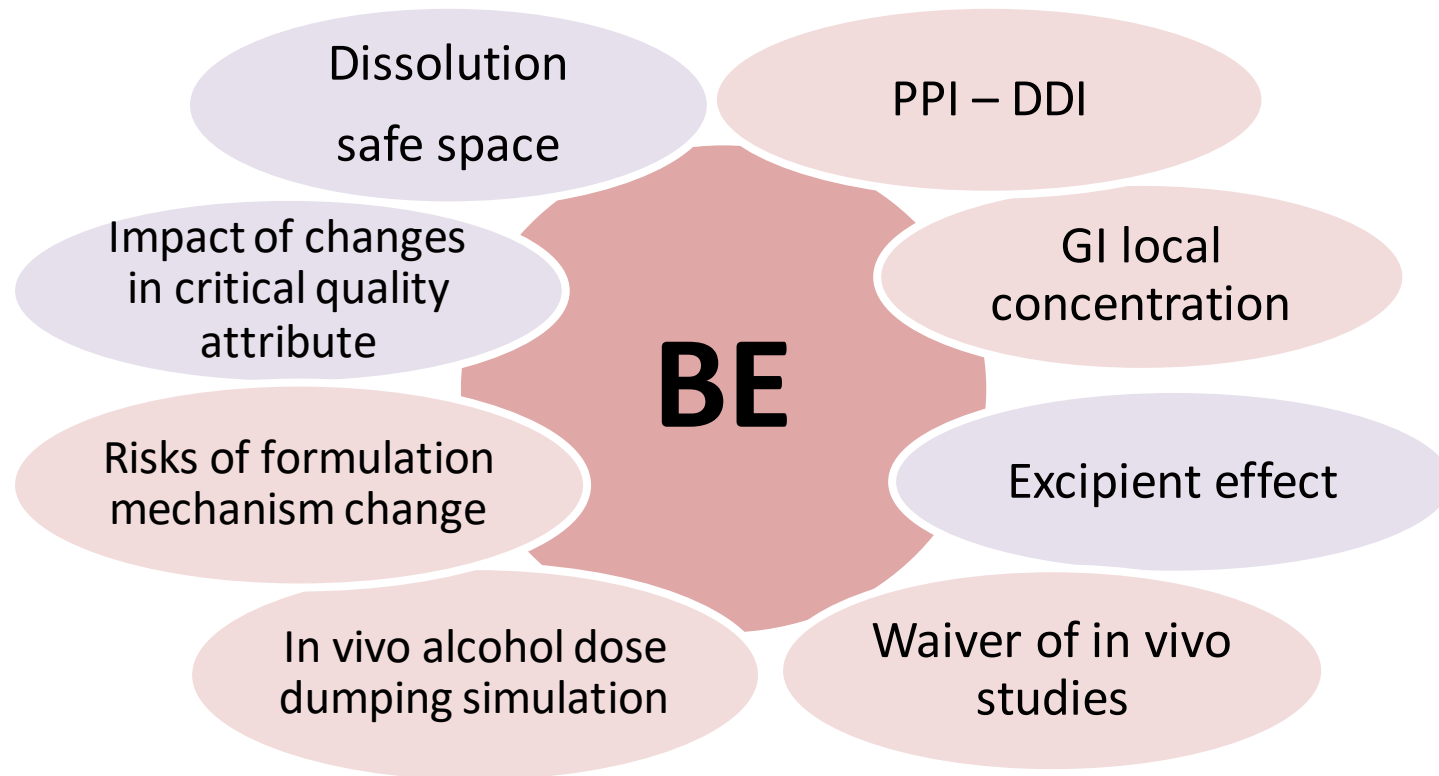 Dissolution
safe space
PPI – DDI
Impact of changes
in critical quality
attribute
GI local
concentration
BE
Risks of formulation
mechanism change
Excipient effect
In vivo alcohol dose
dumping simulation
Waiver of in vivo
studies